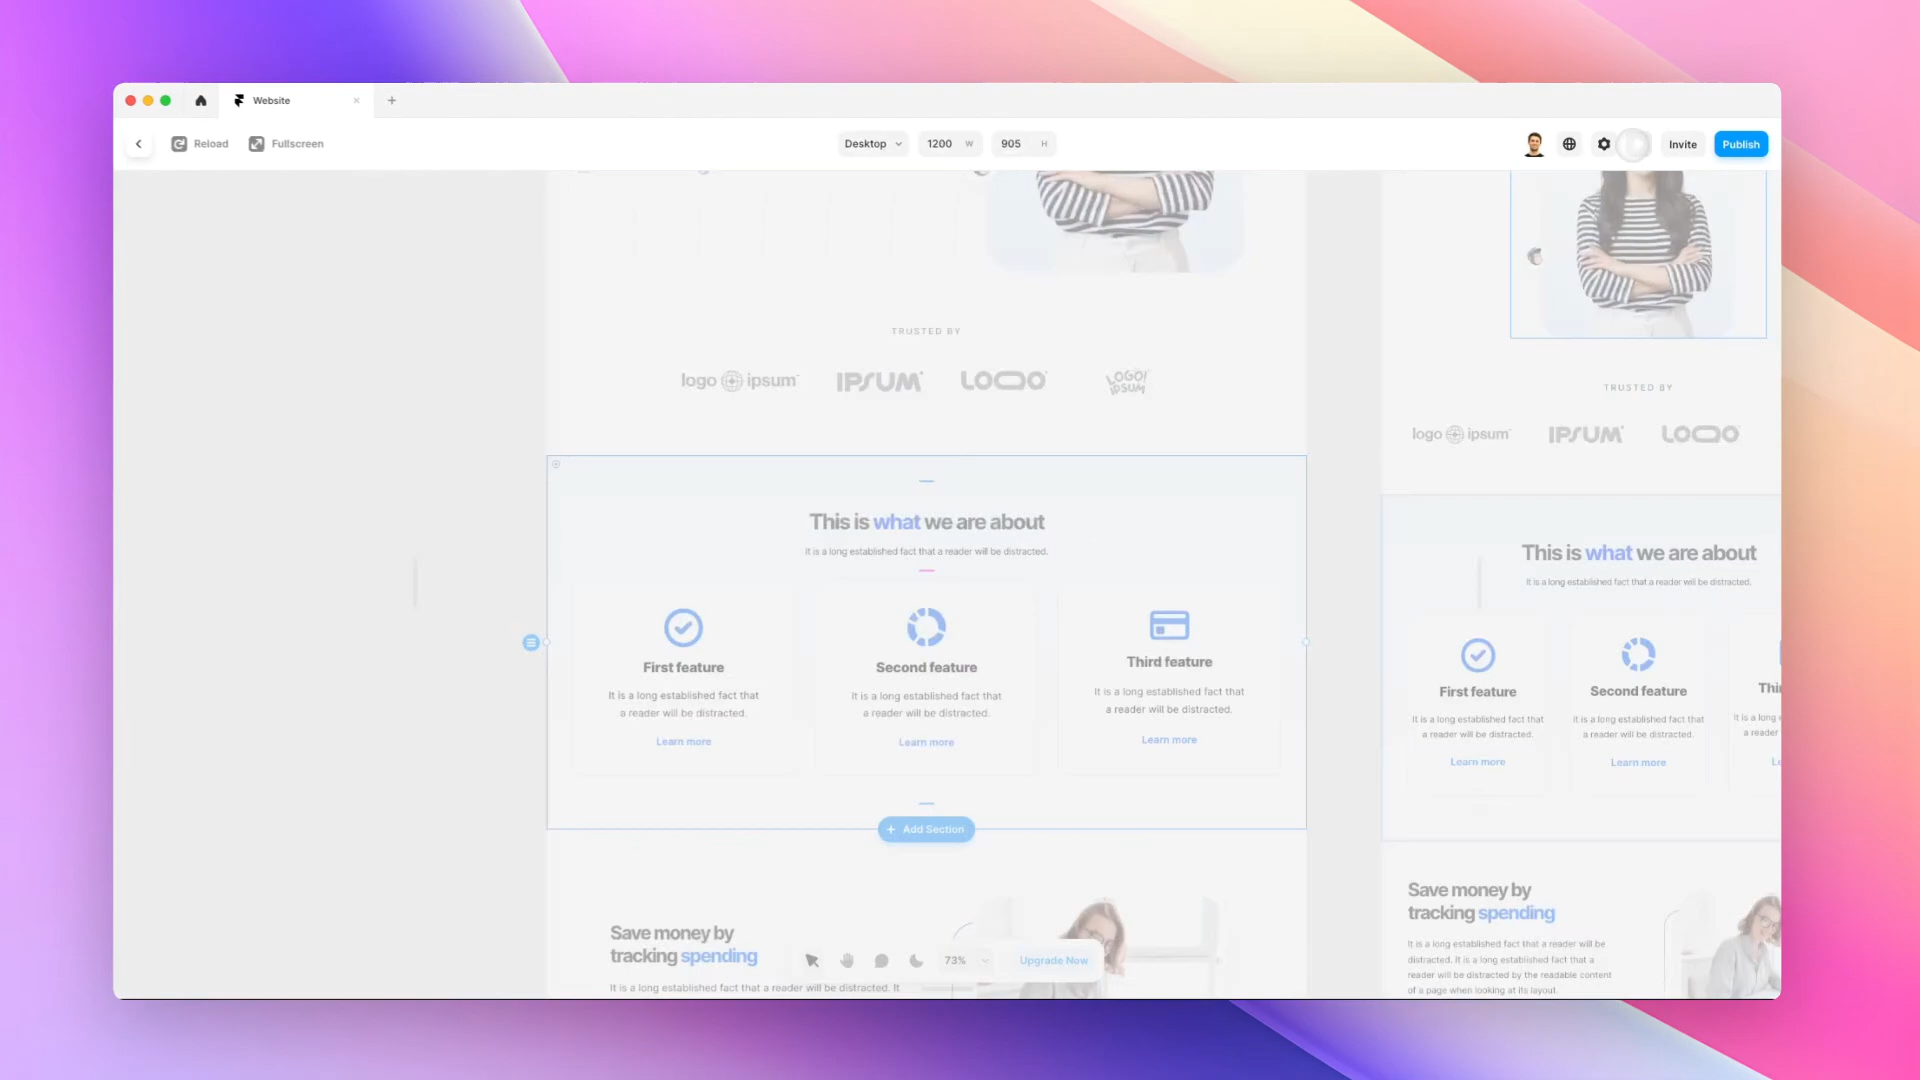 Website
Reload
Fullscreen
Desktop
1200 W
905 H
Invite
Publish
TRUSTED BY
logo ipsum
IPSUM
LOGO
LOGO!
IPSUM
This is what we are about
It is a long established fact that a reader will be distracted.
First feature
It is a long established fact that
a reader will be distracted.
Learn more
Second feature
It is a long established fact that
a reader will be distracted.
Learn more
Third feature
It is a long established fact that
a reader will be distracted.
Learn more
+ Add Section
Save money by
tracking spending
It is a long established fact that a reader will be distracted. It
73%
Upgrade Now
TRUSTED BY
logo ipsum
IPSUM
LOGO
This is what we are about
It is a long established fact that a reader will be distracted.
First feature
It is a long established fact that
a reader will be distracted.
Learn more
Second feature
It is a long established fact that
a reader will be distracted.
Learn more
Thi
It is a long
a reader
Le
Save money by
tracking spending
It is a long established fact that a reader will be
distracted. It is a long established fact that a
reader will be distracted by the readable content
of a page when looking at its layout.